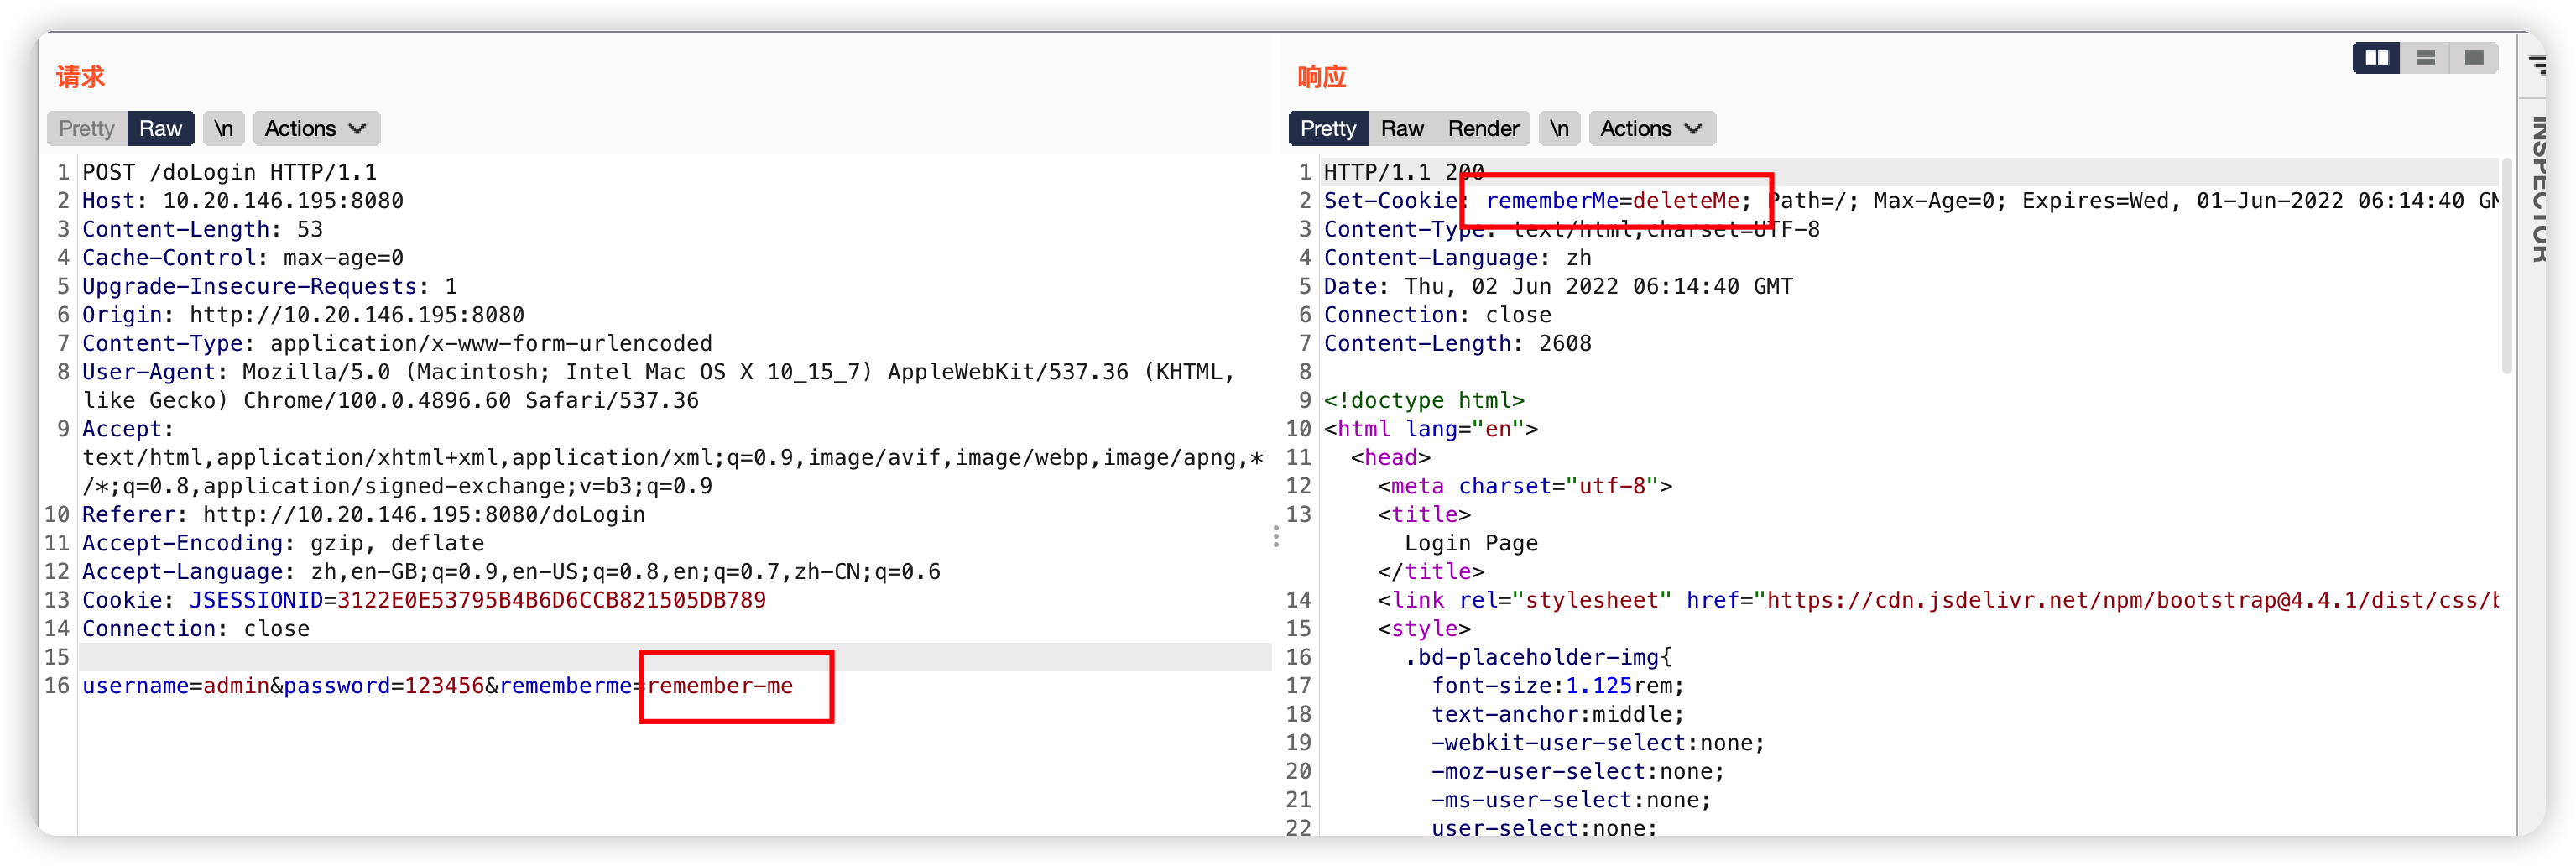 请求
Pretty Raw \n Actions
1 POST /doLogin HTTP/1.1
2 Host: 10.20.146.195:8080
3 Content-Length: 53
4 Cache-Control: max-age=0
5 Upgrade-Insecure-Requests: 1
6 Origin: http://10.20.146.195:8080
7 Content-Type: application/x-www-form-urlencoded
8 User-Agent: Mozilla/5.0 (Macintosh; Intel Mac OS X 10_15_7) AppleWebKit/537.36 (KHTML,
like Gecko) Chrome/100.0.4896.60 Safari/537.36
9 Accept:
text/html,application/xhtml+xml,application/xml;q=0.9,image/avif,image/webp,image/apng,*
/*;q=0.8,application/signed-exchange;v=b3;q=0.9
10 Referer: http://10.20.146.195:8080/doLogin
11 Accept-Encoding: gzip, deflate
12 Accept-Language: zh,en-GB;q=0.9,en-US;q=0.8,en;q=0.7,zh-CN;q=0.6
13 Cookie: JSESSIONID=3122E0E53795B4B6D6CCB821505DB789
14 Connection: close
15
16 username=admin&password=123456&rememberme=remember-me
响应
Pretty Raw Render \n Actions
1 HTTP/1.1 200
2 Set-Cookie: rememberMe=deleteMe; Path=/; Max-Age=0; Expires=Wed, 01-Jun-2022 06:14:40 GM
3 Content-Type: text/html;charset=UTF-8
4 Content-Language: zh
5 Date: Thu, 02 Jun 2022 06:14:40 GMT
6 Connection: close
7 Content-Length: 2608
8
9 <!doctype html>
10 <html lang="en">
11 <head>
12 <meta charset="utf-8">
13 <title>
Login Page
</title>
14 <link rel="stylesheet" href="https://cdn.jsdelivr.net/npm/bootstrap@4.4.1/dist/css/b
15 <style>
16 .bd-placeholder-img{
17 font-size:1.125rem;
18 text-anchor:middle;
19 -webkit-user-select:none;
20 -moz-user-select:none;
21 -ms-user-select:none;
22 user-select:none;
INSPECTOR